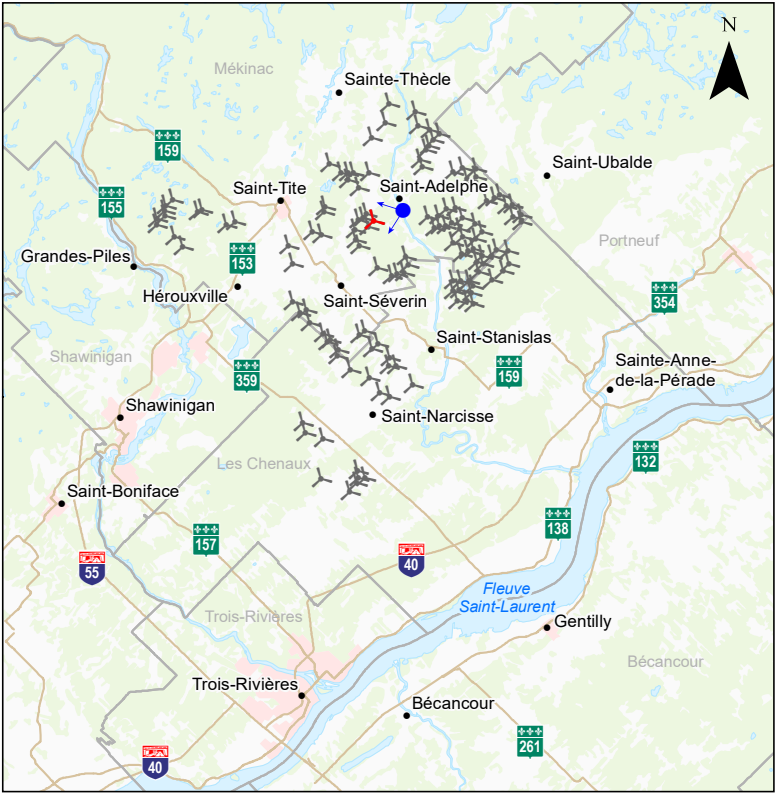 N
Mékinac
Sainte-Thècle
159
Saint-Ubalde
Saint-Tite
Saint-Adelphe
155
Portneuf
Grandes-Piles
153
Hérouxville
Saint-Séverin
354
Saint-Stanislas
Shawinigan
359
159
Sainte-Anne-
de-la-Pérade
Shawinigan
Saint-Narcisse
Les Chenaux
132
Saint-Boniface
138
157
55
40
Fleuve
Saint-Laurent
Trois-Rivières
Gentilly
Bécancour
Trois-Rivières
Bécancour
261
40